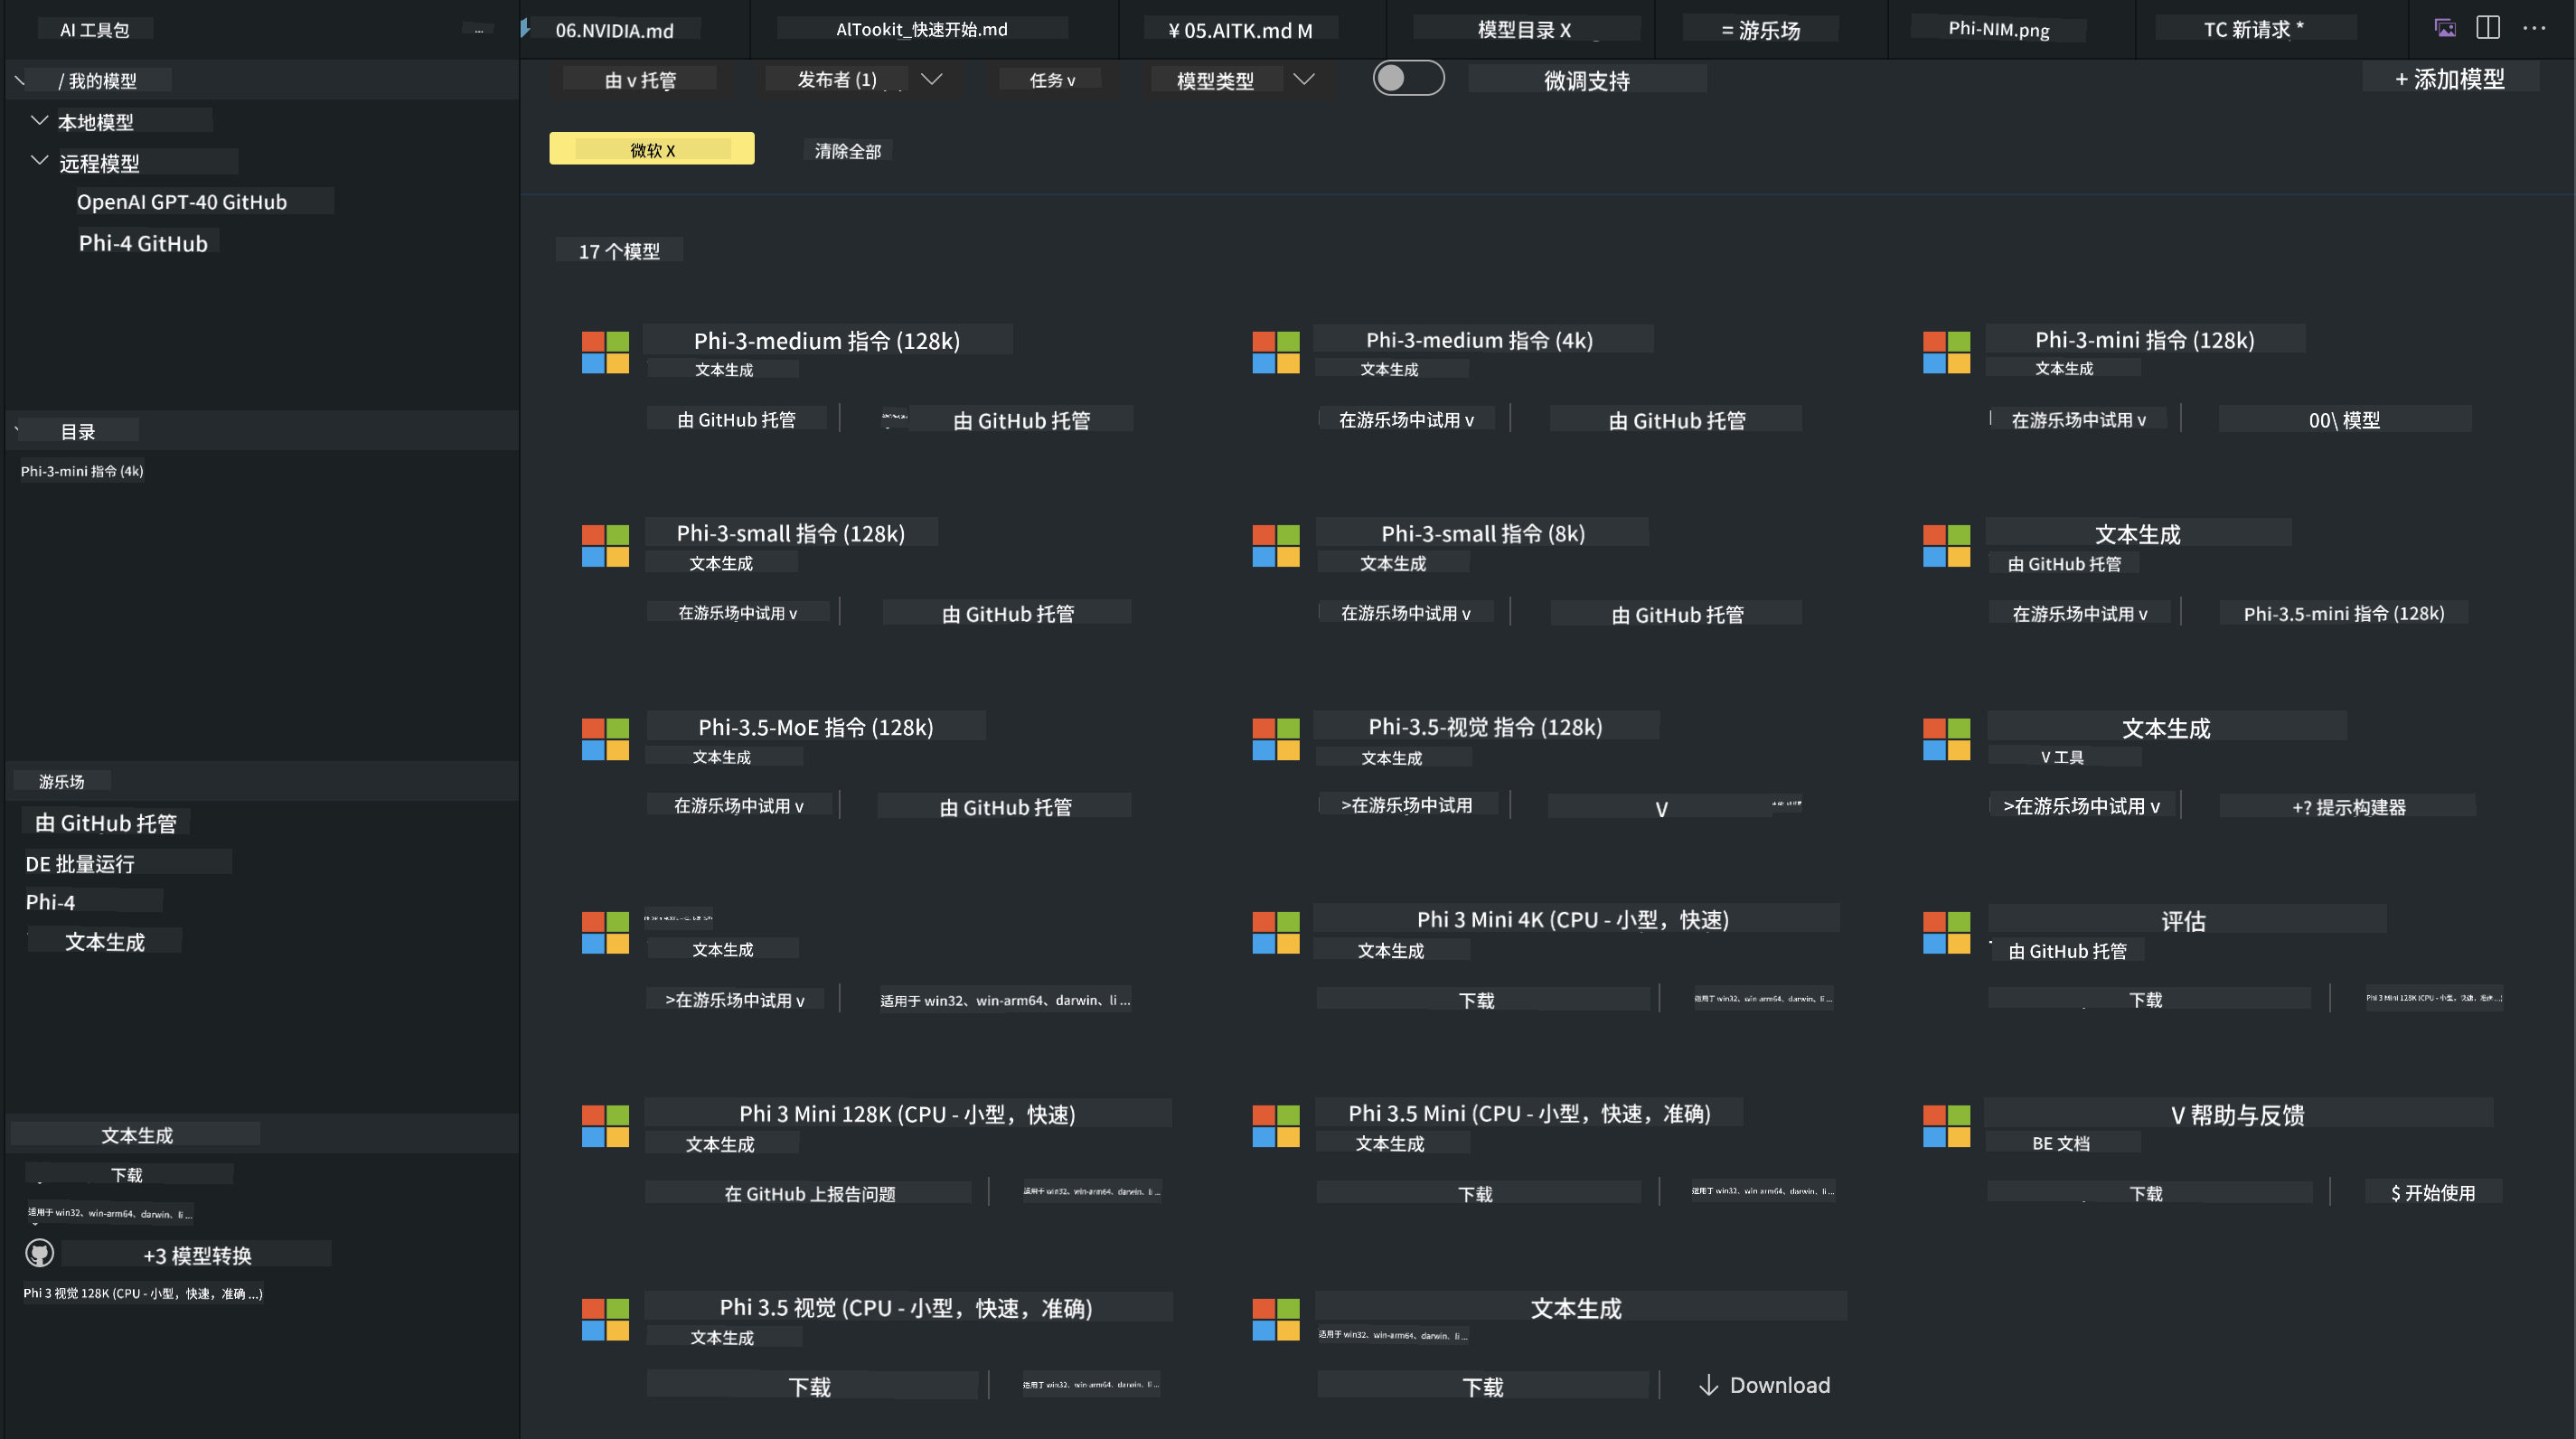 AI 工具包
...
06.NVIDIA.md
AlTookit_快速开始.md
¥ 05.AITK.md M
模型目录 X
= 游乐场
Phi-NIM.png
TC 新请求 *
/ 我的模型
本地模型
远程模型
OpenAI GPT-40 GitHub
Phi-4 GitHub
目录
Phi-3-mini 指令 (4k)
游乐场
由 GitHub 托管
DE 批量运行
Phi-4
文本生成
文本生成
下载
适用于 win32、win-arm64、darwin、li ...
+3 模型转换
Phi 3 视觉 128K (CPU - 小型，快速，准确 ...)
由 v 托管
发布者 (1)
任务 v
模型类型
微调支持
+ 添加模型
微软 X
清除全部
17 个模型
Phi-3-medium 指令 (128k)
文本生成
由 GitHub 托管
由 GitHub 托管
Phi-3-medium 指令 (4k)
文本生成
在游乐场中试用 v
由 GitHub 托管
Phi-3-mini 指令 (128k)
文本生成
在游乐场中试用 v
00\ 模型
Phi-3-small 指令 (128k)
文本生成
在游乐场中试用 v
由 GitHub 托管
Phi-3-small 指令 (8k)
文本生成
在游乐场中试用 v
由 GitHub 托管
文本生成
由 GitHub 托管
在游乐场中试用 v
Phi-3.5-mini 指令 (128k)
Phi-3.5-MoE 指令 (128k)
文本生成
在游乐场中试用 v
由 GitHub 托管
Phi-3.5-视觉 指令 (128k)
文本生成
>在游乐场中试用
V
文本生成
V 工具
>在游乐场中试用 v
+? 提示构建器
文本生成
>在游乐场中试用 v
适用于 win32、win-arm64、darwin、li ...
Phi 3 Mini 4K (CPU - 小型，快速)
文本生成
下载
适用于 win32、win-arm64、darwin、li ...
评估
由 GitHub 托管
下载
Phi 3 Mini 128K (CPU - 小型，快速，准确 ...)
Phi 3 Mini 128K (CPU - 小型，快速)
文本生成
在 GitHub 上报告问题
适用于 win32、win-arm64、darwin、li ...
Phi 3.5 Mini (CPU - 小型，快速，准确)
文本生成
下载
适用于 win32、win-arm64、darwin、li ...
V 帮助与反馈
BE 文档
下载
$ 开始使用
Phi 3.5 视觉 (CPU - 小型，快速，准确)
文本生成
下载
适用于 win32、win-arm64、darwin、li ...
文本生成
适用于 win32、win-arm64、darwin、li ...
下载
Download